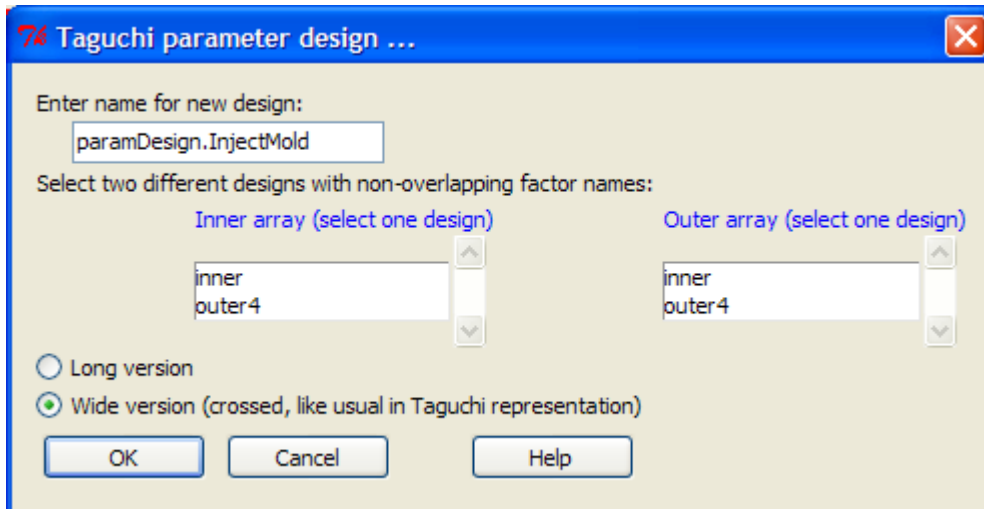 Taguchi parameter design ...
Enter name for new design:
paramDesign.InjectMold
Select two different designs with non-overlapping factor names:
Inner array (select one design) Outer array (select one design)
inner inner
outer4 outer4
Long version
Wide version (crossed, like usual in Taguchi representation)
OK Cancel Help